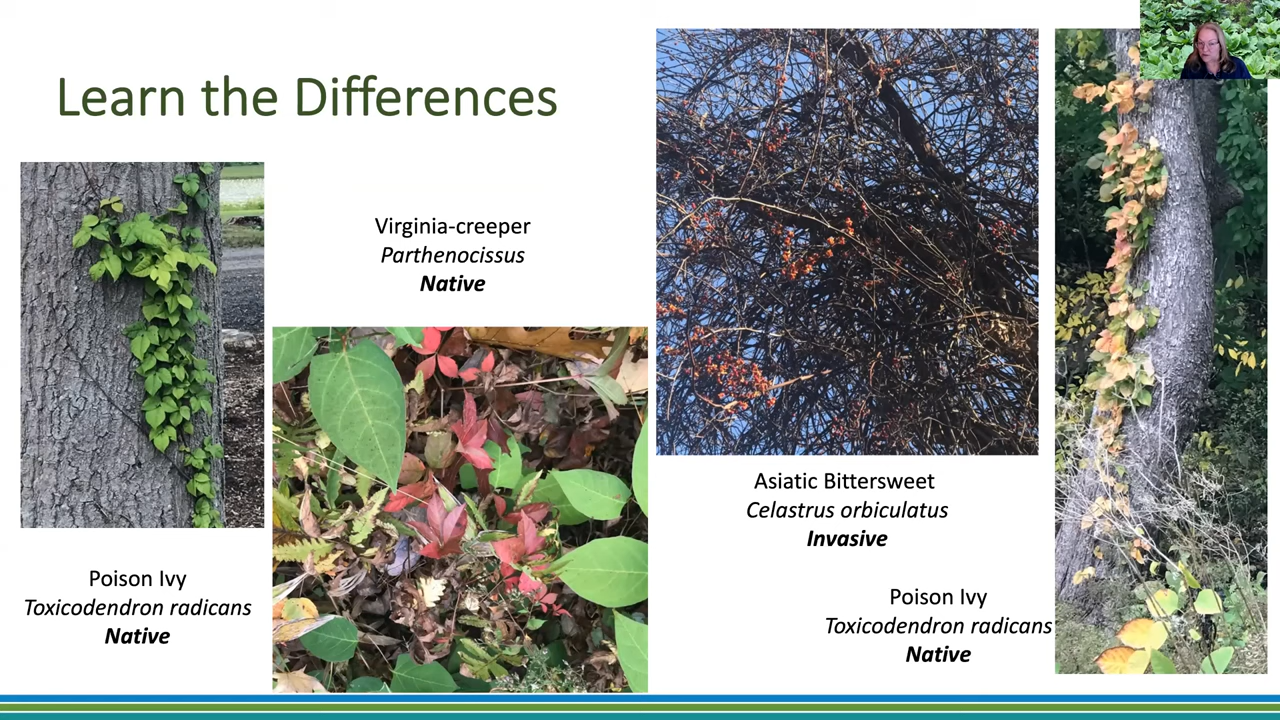 Learn the Differences
Virginia-creeper
Parthenocissus
Native
Poison Ivy
Toxicodendron radicans
Native
Asiatic Bittersweet
Celastrus orbiculatus
Invasive
Poison Ivy
Toxicodendron radicans
Native